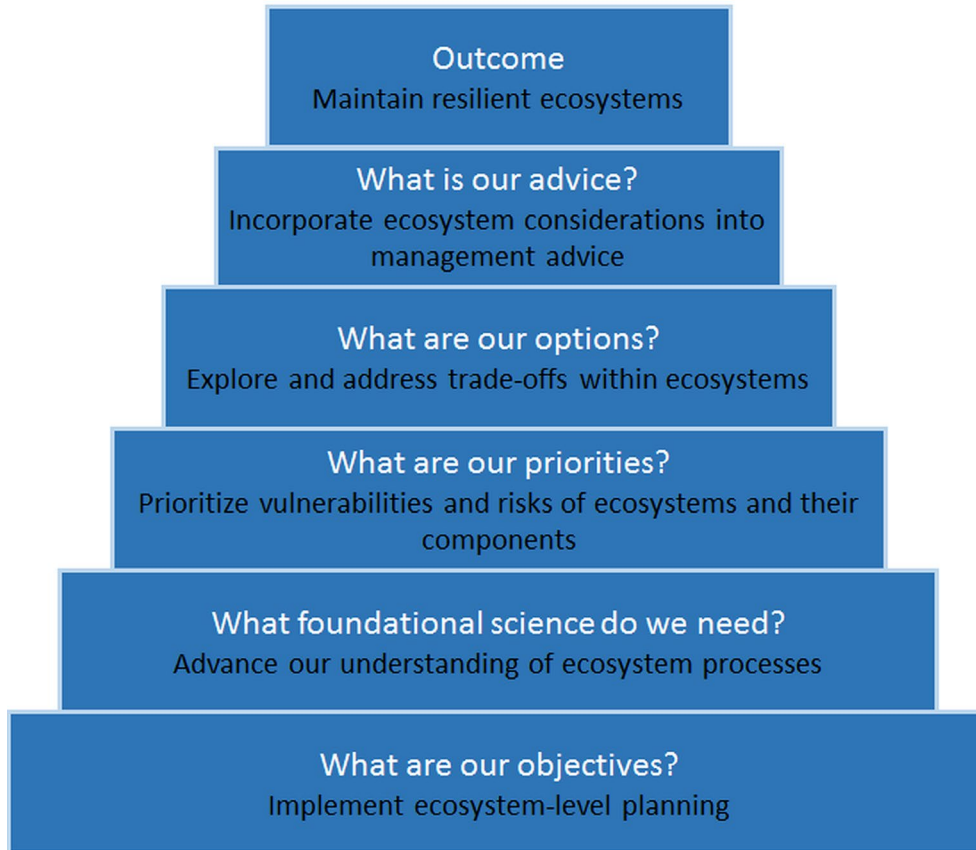 Outcome
Maintain resilient ecosystems
What is our advice?
Incorporate ecosystem considerations into
management advice
What are our options?
Explore and address trade-offs within ecosystems
What are our priorities?
Prioritize vulnerabilities and risks of ecosystems and their
components
What foundational science do we need?
Advance our understanding of ecosystem processes
What are our objectives?
Implement ecosystem-level planning